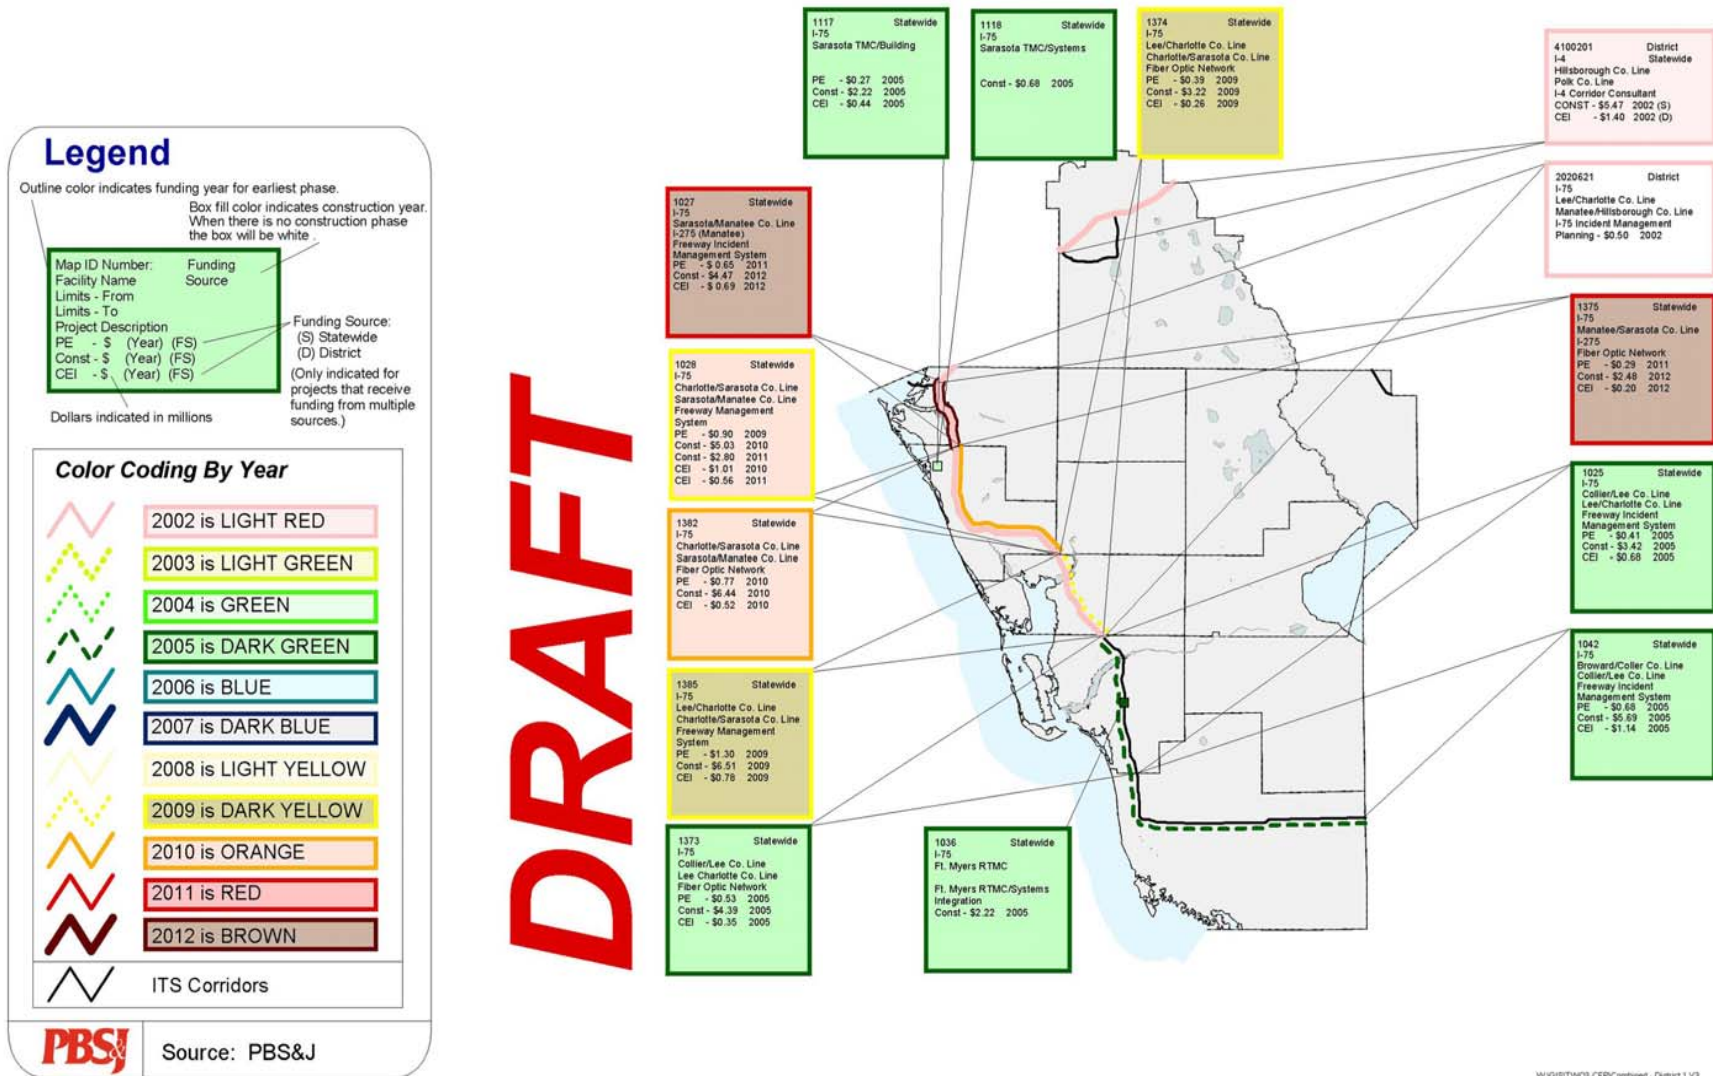 Legend
Outline color indicates funding year for earliest phase.
Box fill color indicates construction year.
When there is no construction phase
the box will be white .
Map ID Number: Funding
Facility Name Source
Limits - From
Limits - To
Project Description
PE - $ (Year) (FS)
Const - $ (Year) (FS)
CEI - $ (Year) (FS)
Funding Source:
(S) Statewide
(D) District
(Only indicated for
projects that receive
funding from multiple
sources.)
Dollars indicated in millions
Color Coding By Year
2002 is LIGHT RED
2003 is LIGHT GREEN
2004 is GREEN
2005 is DARK GREEN
2006 is BLUE
2007 is DARK BLUE
2008 is LIGHT YELLOW
2009 is DARK YELLOW
2010 is ORANGE
2011 is RED
2012 is BROWN
ITS Corridors
PBSJ
Source: PBS&J
DRAFT
1117 Statewide
I-75
Sarasota TMC/Building
PE - $0.27 2005
Const - $2.22 2005
CEI - $0.44 2005
1118 Statewide
I-75
Sarasota TMC/Systems
Const - $0.68 2005
1374 Statewide
I-75
Lee/Charlotte Co. Line
Charlotte/Sarasota Co. Line
Fiber Optic Network
PE - $0.39 2009
Const - $3.22 2009
CEI - $0.26 2009
4100201 District
I-4 Statewide
Hillsborough Co. Line
Polk Co. Line
I-4 Corridor Consultant
CONST - $5.47 2002 (S)
CEI - $1.40 2002 (D)
2020621 District
I-75
Lee/Charlotte Co. Line
Manatee/Hillsborough Co. Line
I-75 Incident Management
Planning - $0.50 2002
1027 Statewide
I-75
Sarasota/Manatee Co. Line
I-275 (Manatee)
Freeway Incident
Management System
PE - $ 0.65 2011
Const - $4.47 2012
CEI - $ 0.69 2012
1375 Statewide
I-75
Manatee/Sarasota Co. Line
I-275
Fiber Optic Network
PE - $0.29 2011
Const - $2.48 2012
CEI - $0.20 2012
1028 Statewide
I-75
Charlotte/Sarasota Co. Line
Sarasota/Manatee Co. Line
Freeway Management
System
PE - $0.90 2009
Const - $5.03 2010
Const - $2.80 2011
CEI - $1.01 2010
CEI - $0.56 2011
1025 Statewide
I-75
Collier/Lee Co. Line
Lee/Charlotte Co. Line
Freeway Incident
Management System
PE - $0.41 2005
Const - $3.42 2005
CEI - $0.68 2005
1382 Statewide
I-75
Charlotte/Sarasota Co. Line
Sarasota/Manatee Co. Line
Fiber Optic Network
PE - $0.77 2010
Const - $6.44 2010
CEI - $0.52 2010
1042 Statewide
I-75
Broward/Coller Co. Line
Collier/Lee Co. Line
Freeway Incident
Management System
PE - $0.68 2005
Const - $5.69 2005
CEI - $1.14 2005
1385 Statewide
I-75
Lee/Charlotte Co. Line
Charlotte/Sarasota Co. Line
Freeway Management
System
PE - $1.30 2009
Const - $6.51 2009
CEI - $0.78 2009
1373 Statewide
I-75
Collier/Lee Co. Line
Lee Charlotte Co. Line
Fiber Optic Network
PE - $0.53 2005
Const - $4.39 2005
CEI - $0.35 2005
1036 Statewide
I-75
Ft. Myers RTMC
Ft. Myers RTMC/Systems
Integration
Const - $2.22 2005